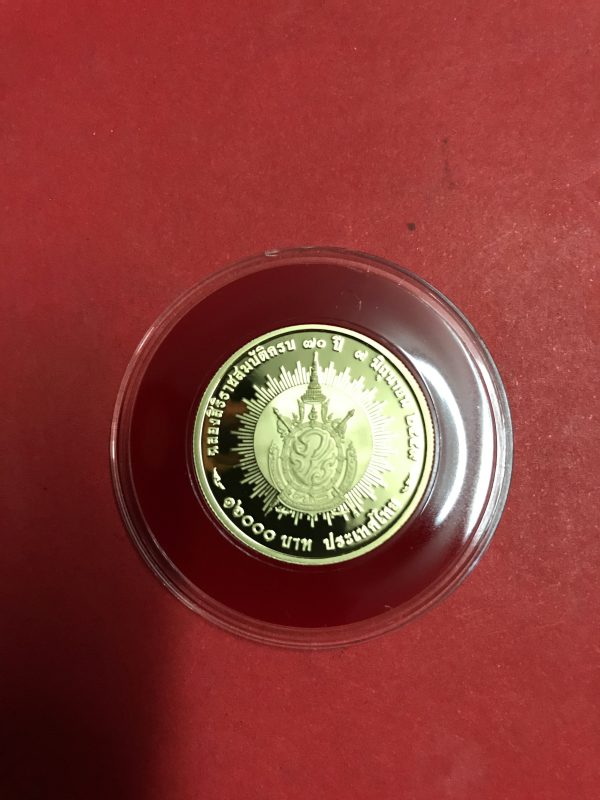 ฉลองสิริราชสมบัติครบ ๗๐ ปี ๙ มิถุนายน ๒๕๕๙
๑๖๐๐๐ บาท ประเทศไทย